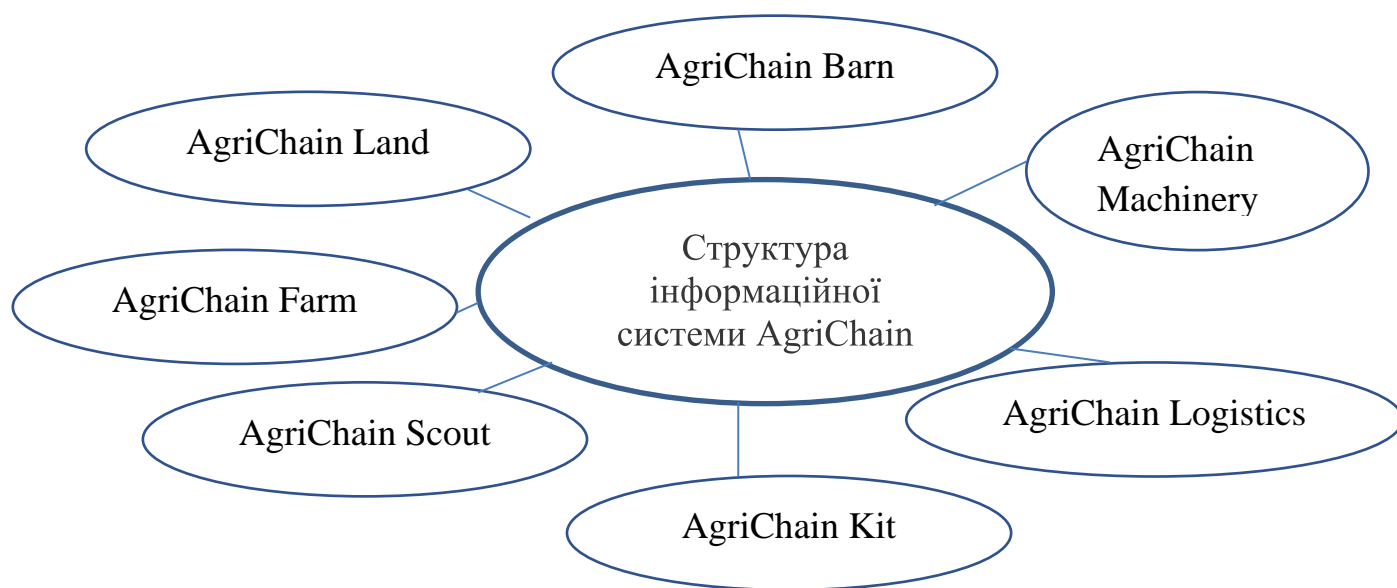 AgriChain Barn
AgriChain Land
AgriChain
Machinery
Структура
інформаційної
системи AgriChain
AgriChain Farm
AgriChain Logistics
AgriChain Scout
AgriChain Kit